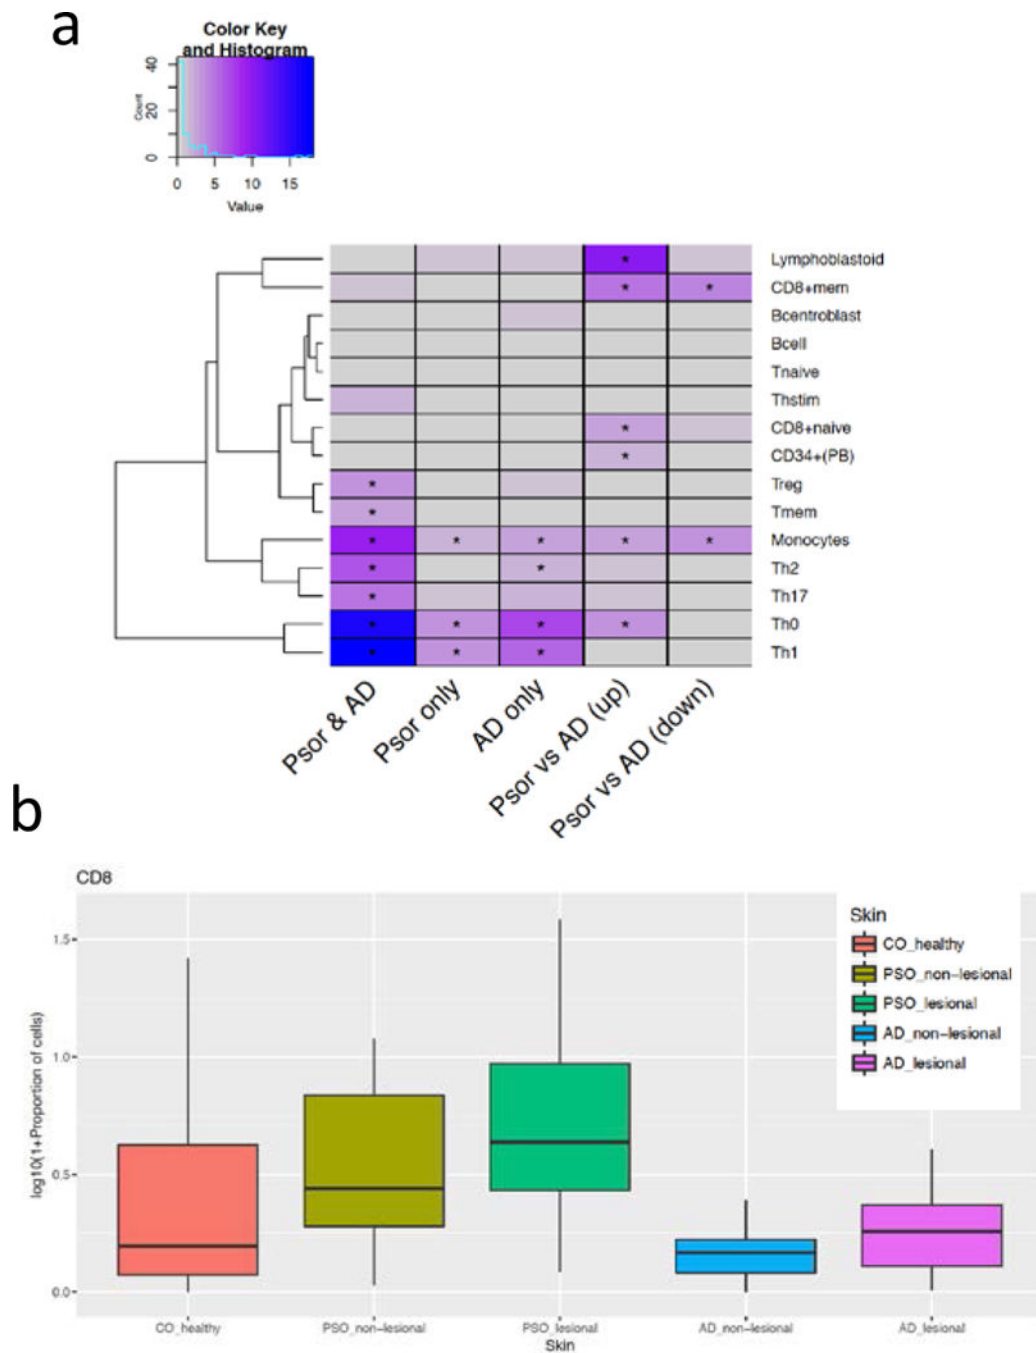 a
Color Key
and Histogram
Count
0 20 40
0 5 10 15
Value
* Lymphoblastoid
* * CD8+mem
Bcentroblast
Bcell
Tnaive
Thstim
* CD8+naive
* CD34+(PB)
* Treg
* Tmem
* * * * * Monocytes
* * Th2
* Th17
* * * * Th0
* * * Th1
Psor & AD
Psor only
AD only
Psor vs AD (up)
Psor vs AD (down)
b
CD8
log10(1+Proportion of cells)
1.5
1.0
0.5
0.0
Skin
CO_healthy
PSO_non-lesional
PSO_lesional
AD_non-lesional
AD_lesional
CO_healthy PSO_non-lesional PSO_lesional AD_non-lesional AD_lesional
Skin